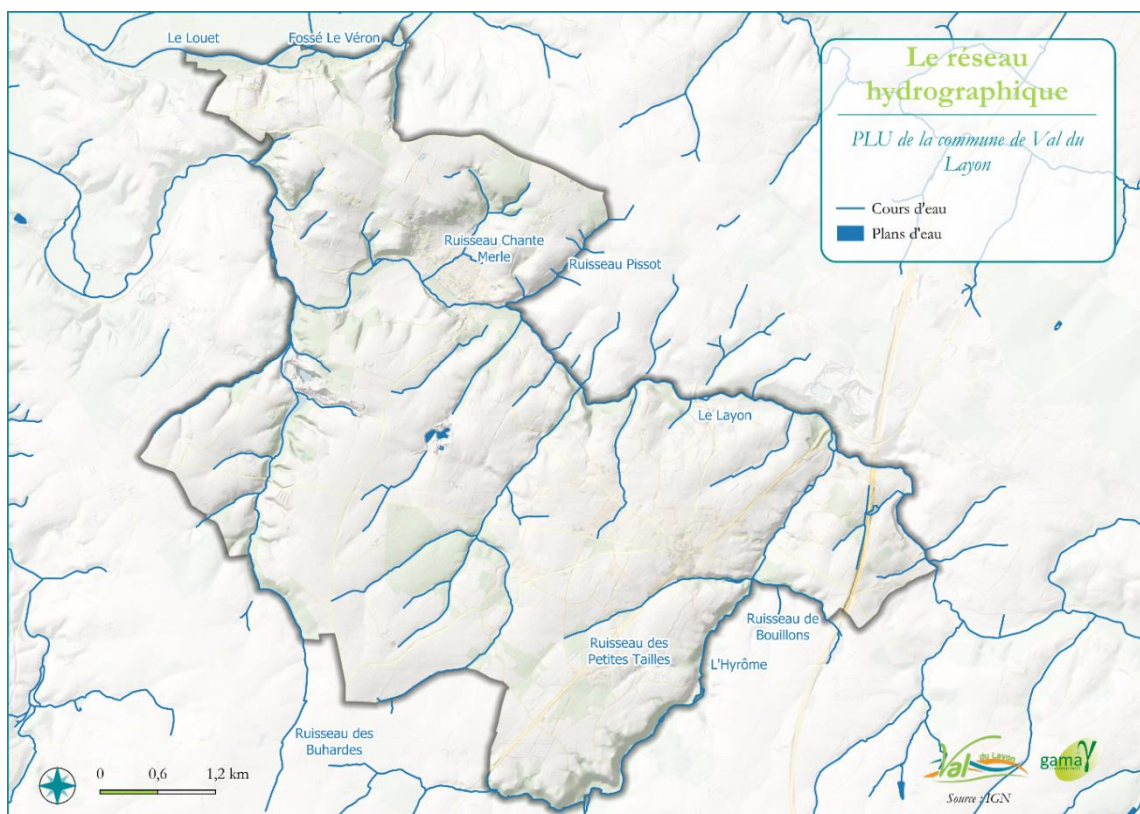 Le Louet
Fossé Le Véron
Le réseau
hydrographique
PLU de la commune de Val du
Layon
Cours d'eau
Plans d'eau
Ruisseau Chante
Merle
Ruisseau Pissot
Le Layon
Ruisseau de
Bouillons
Ruisseau des
Petites Tailles
L'Hyrôme
Ruisseau des
Buhardes
0 0,6 1,2 km
Val du Layon
gama
Source : IGN